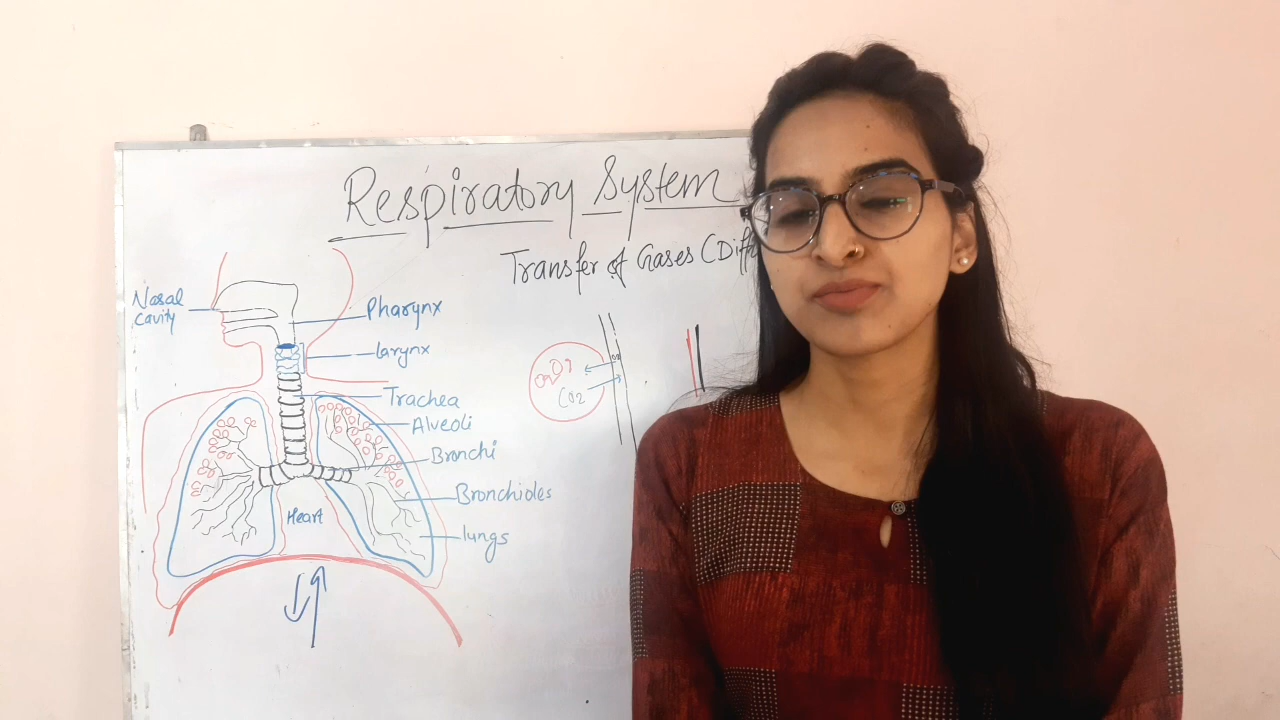 Respiratory System
Transfer of Gases (Diff
Nasal
Cavity
Pharynx
larynx
Trachea
Alveoli
Bronchi
Bronchioles
lungs
Heart
CO2